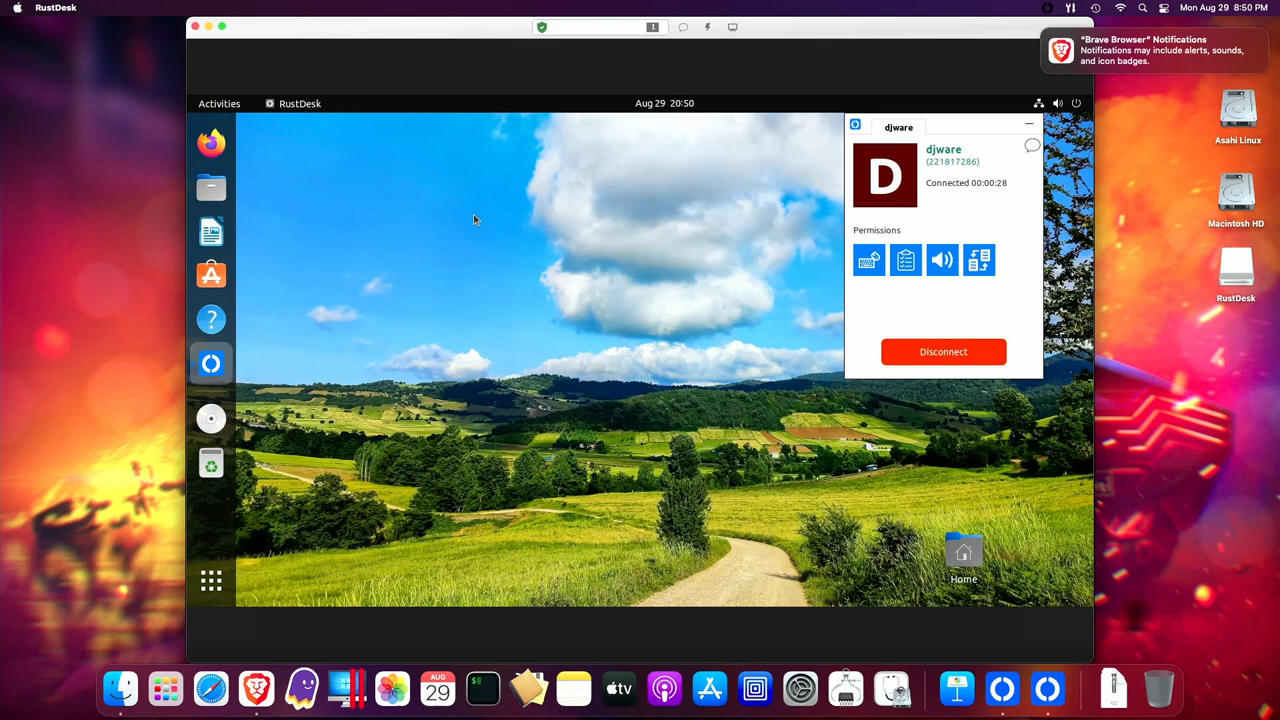 RustDesk
Mon Aug 29 8:50 PM
1
"Brave Browser" Notifications
Notifications may include alerts, sounds,
and icon badges.
Activities
RustDesk
Aug 29 20:50
djware
D
djware
(221817286)
Connected 00:00:28
Permissions
Disconnect
Asahi Linux
Macintosh HD
RustDesk
Home
AUG
29
tv